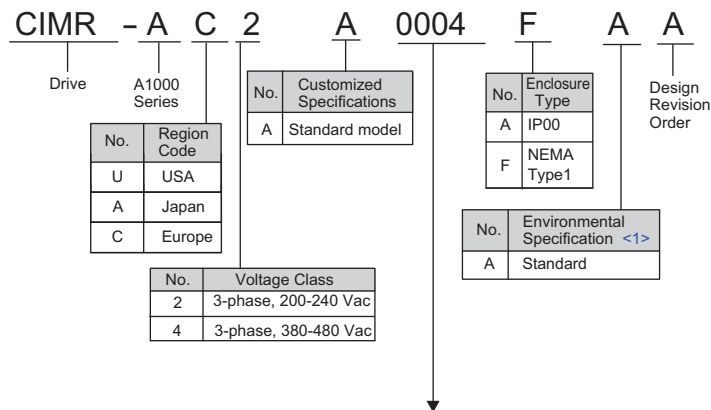 CIMR - A C 2 A 0004 F A A
Drive
A1000
Series
No. Region
Code
U USA
A Japan
C Europe
No. Voltage Class
2 3-phase, 200-240 Vac
4 3-phase, 380-480 Vac
No. Customized
Specifications
A Standard model
No. Enclosure
Type
A IP00
F NEMA
Type1
No. Environmental
Specification <1>
A Standard
Design
Revision
Order